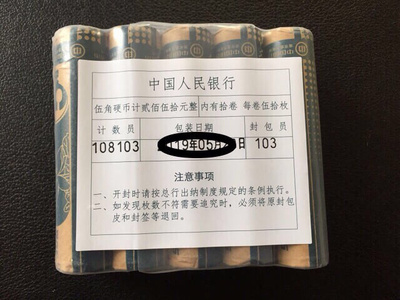 中国人民银行
伍角硬币计贰佰伍拾元整 内有拾卷 每卷伍拾枚
计数员 包装日期 封包员
108103 119年05月 日 103
注意事项
一、开封时请按总行出纳制度规定的条例执行。
二、如发现枚数不符需要追究时，必须将原封包
皮和封签等退回。